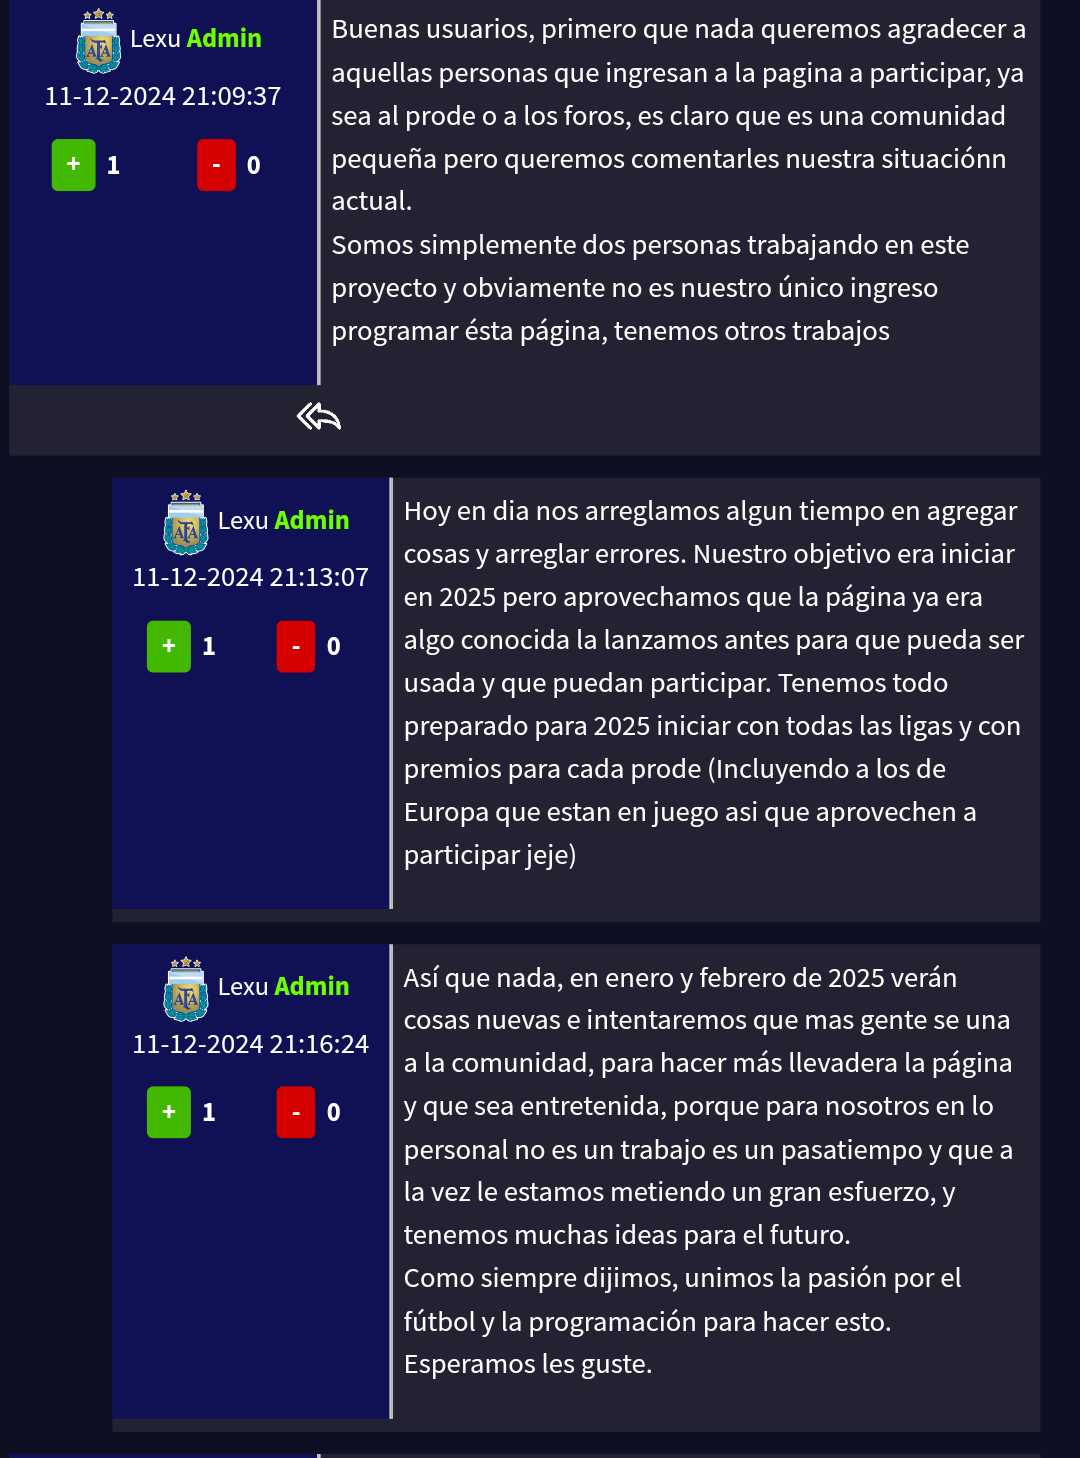 Lexu Admin
11-12-2024 21:09:37
+ 1 - 0
Buenas usuarios, primero que nada queremos agradecer a
aquellas personas que ingresan a la pagina a participar, ya
sea al prode o a los foros, es claro que es una comunidad
pequeña pero queremos comentarles nuestra situaciónn
actual.
Somos simplemente dos personas trabajando en este
proyecto y obviamente no es nuestro único ingreso
programar ésta página, tenemos otros trabajos
AFA
Lexu Admin
11-12-2024 21:13:07
+ 1 - 0
Hoy en dia nos arreglamos algun tiempo en agregar
cosas y arreglar errores. Nuestro objetivo era iniciar
en 2025 pero aprovechamos que la página ya era
algo conocida la lanzamos antes para que pueda ser
usada y que puedan participar. Tenemos todo
preparado para 2025 iniciar con todas las ligas y con
premios para cada prode (Incluyendo a los de
Europa que estan en juego asi que aprovechen a
participar jeje)
AFA
Lexu Admin
11-12-2024 21:16:24
+ 1 - 0
Así que nada, en enero y febrero de 2025 verán
cosas nuevas e intentaremos que mas gente se una
a la comunidad, para hacer más llevadera la página
y que sea entretenida, porque para nosotros en lo
personal no es un trabajo es un pasatiempo y que a
la vez le estamos metiendo un gran esfuerzo, y
tenemos muchas ideas para el futuro.
Como siempre dijimos, unimos la pasión por el
fútbol y la programación para hacer esto.
Esperamos les guste.
AFA